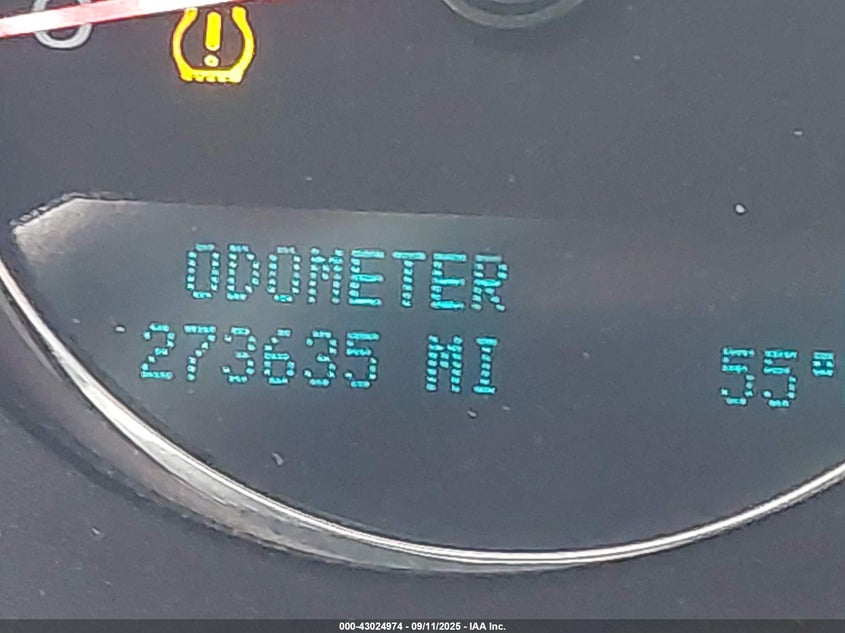 ODOMETER
273635 MI 55°
000-43024974 - 09/11/2025 - IAA Inc.